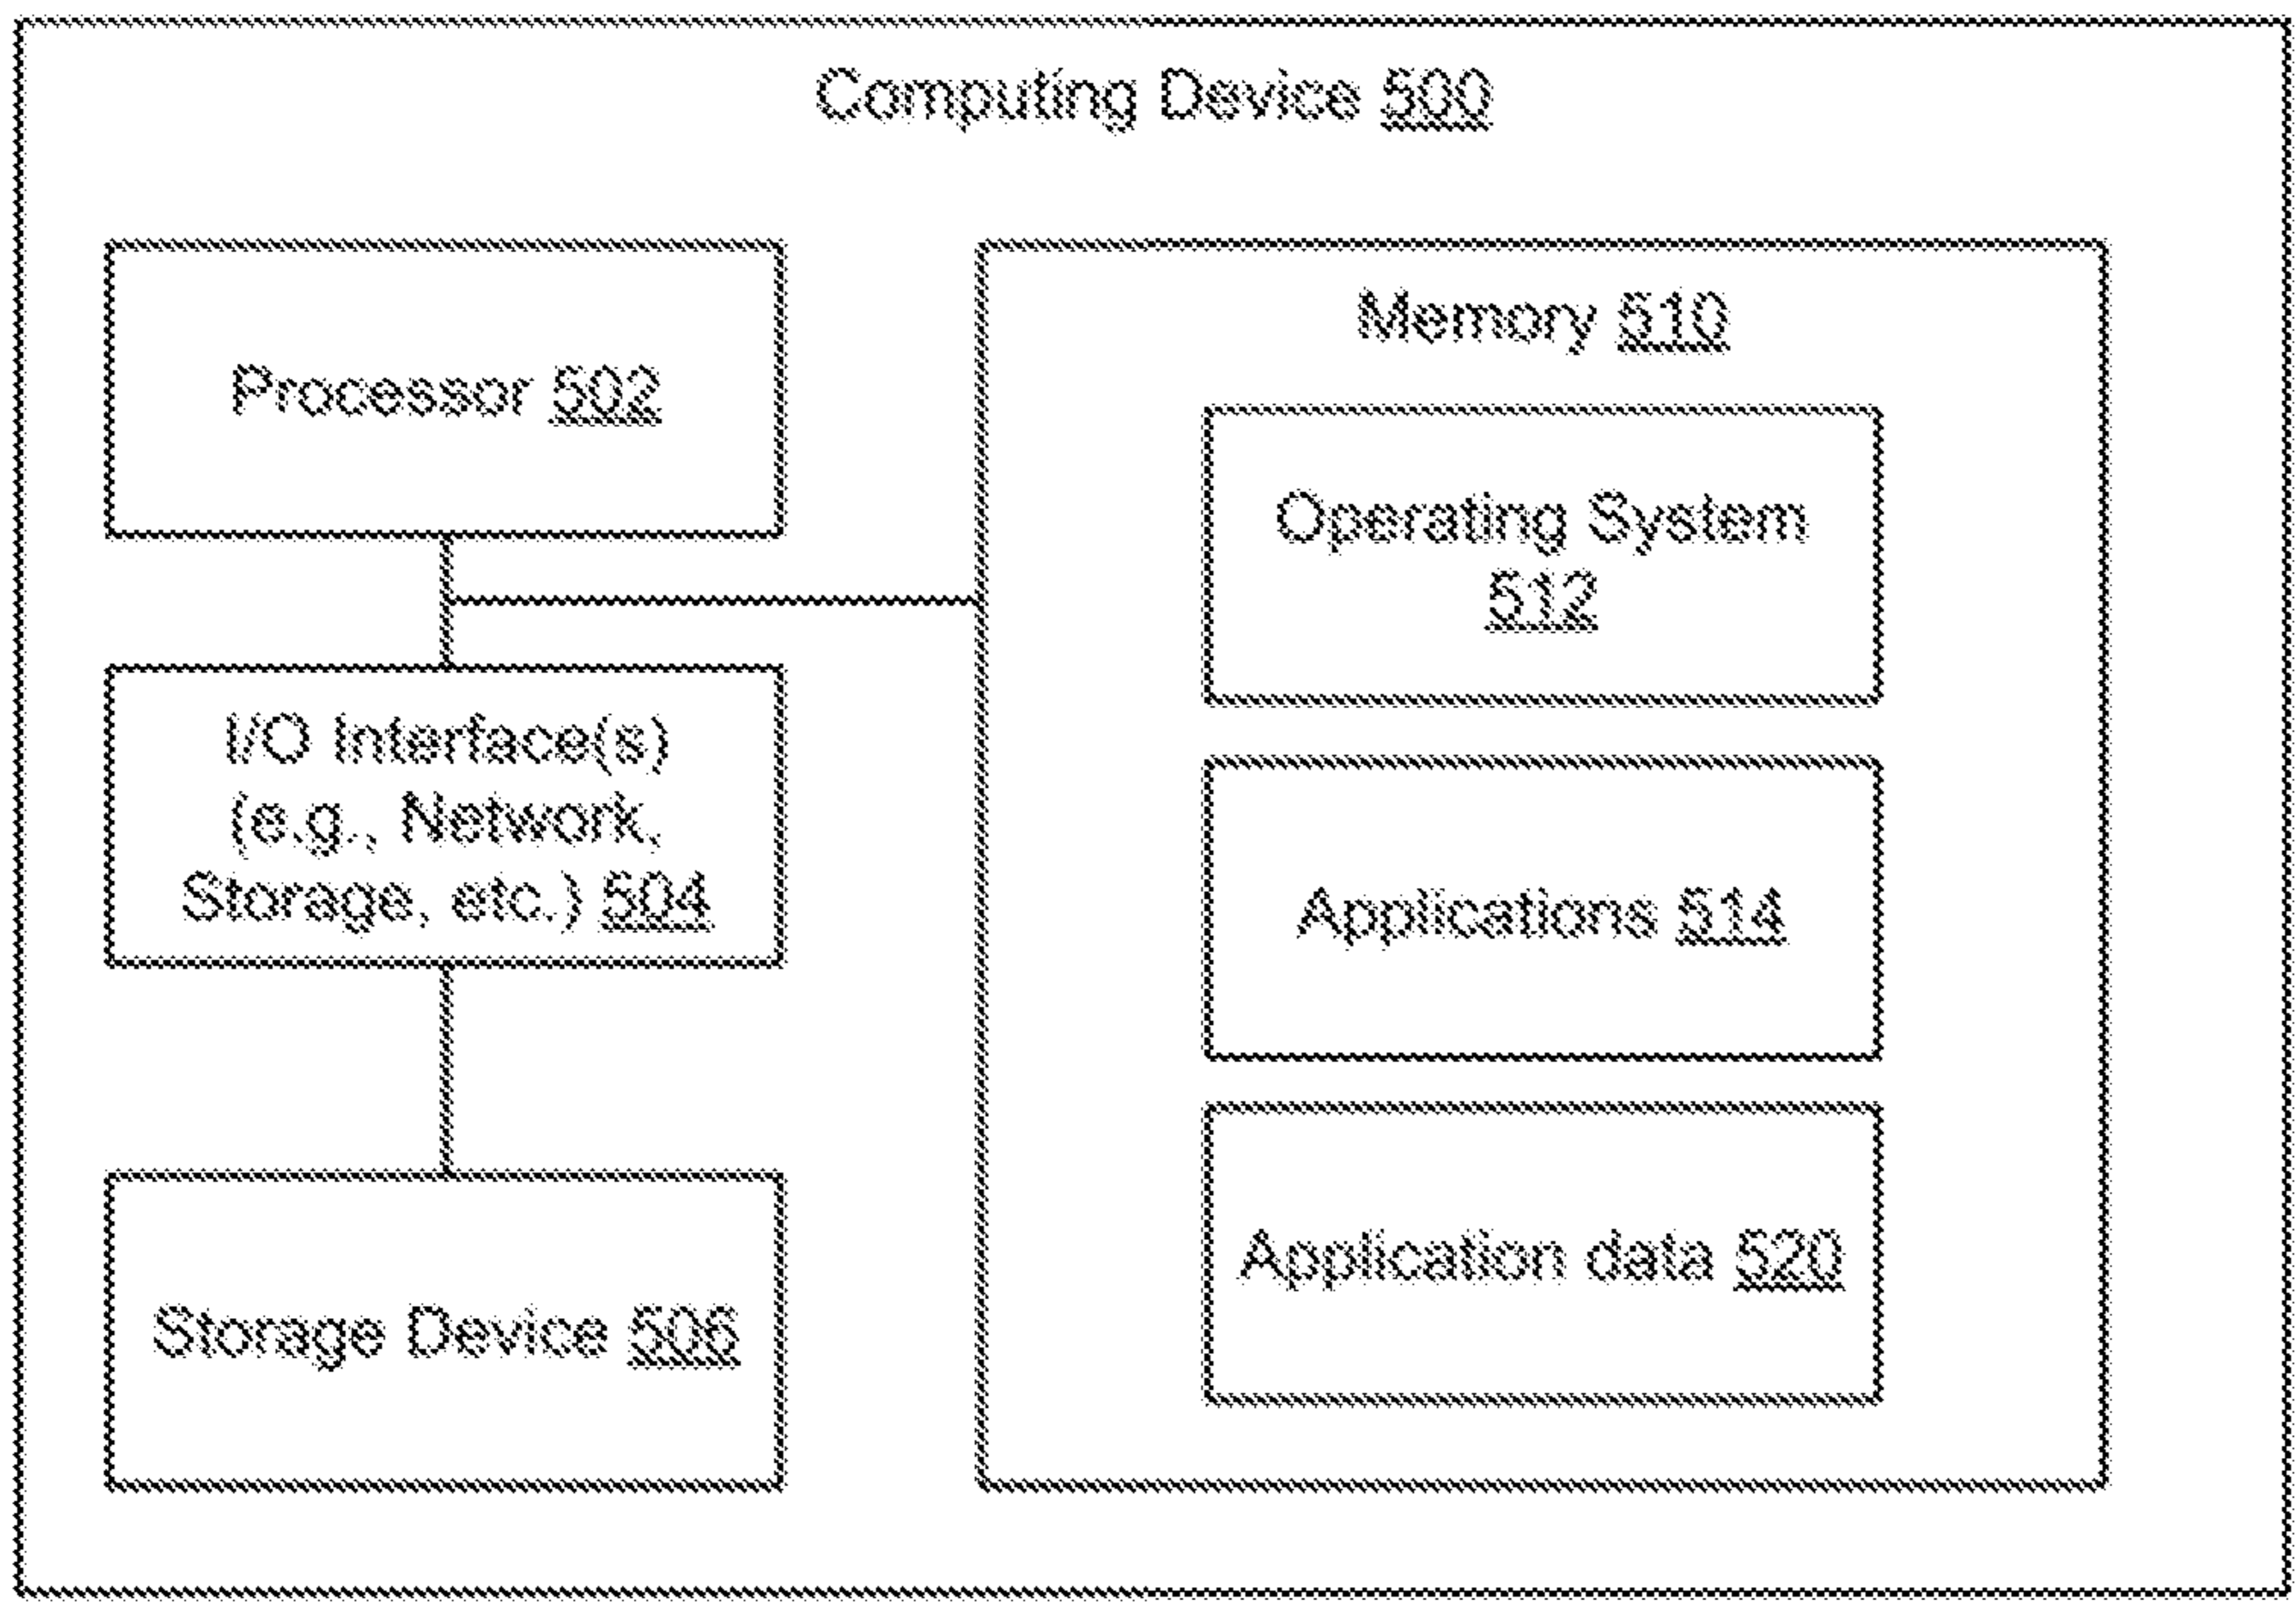 Computing Device 500
Processor 502
I/O Interface(s)
(e.g., Network,
Storage, etc.) 504
Storage Device 506
Memory 510
Operating System
512
Applications 514
Application data 520